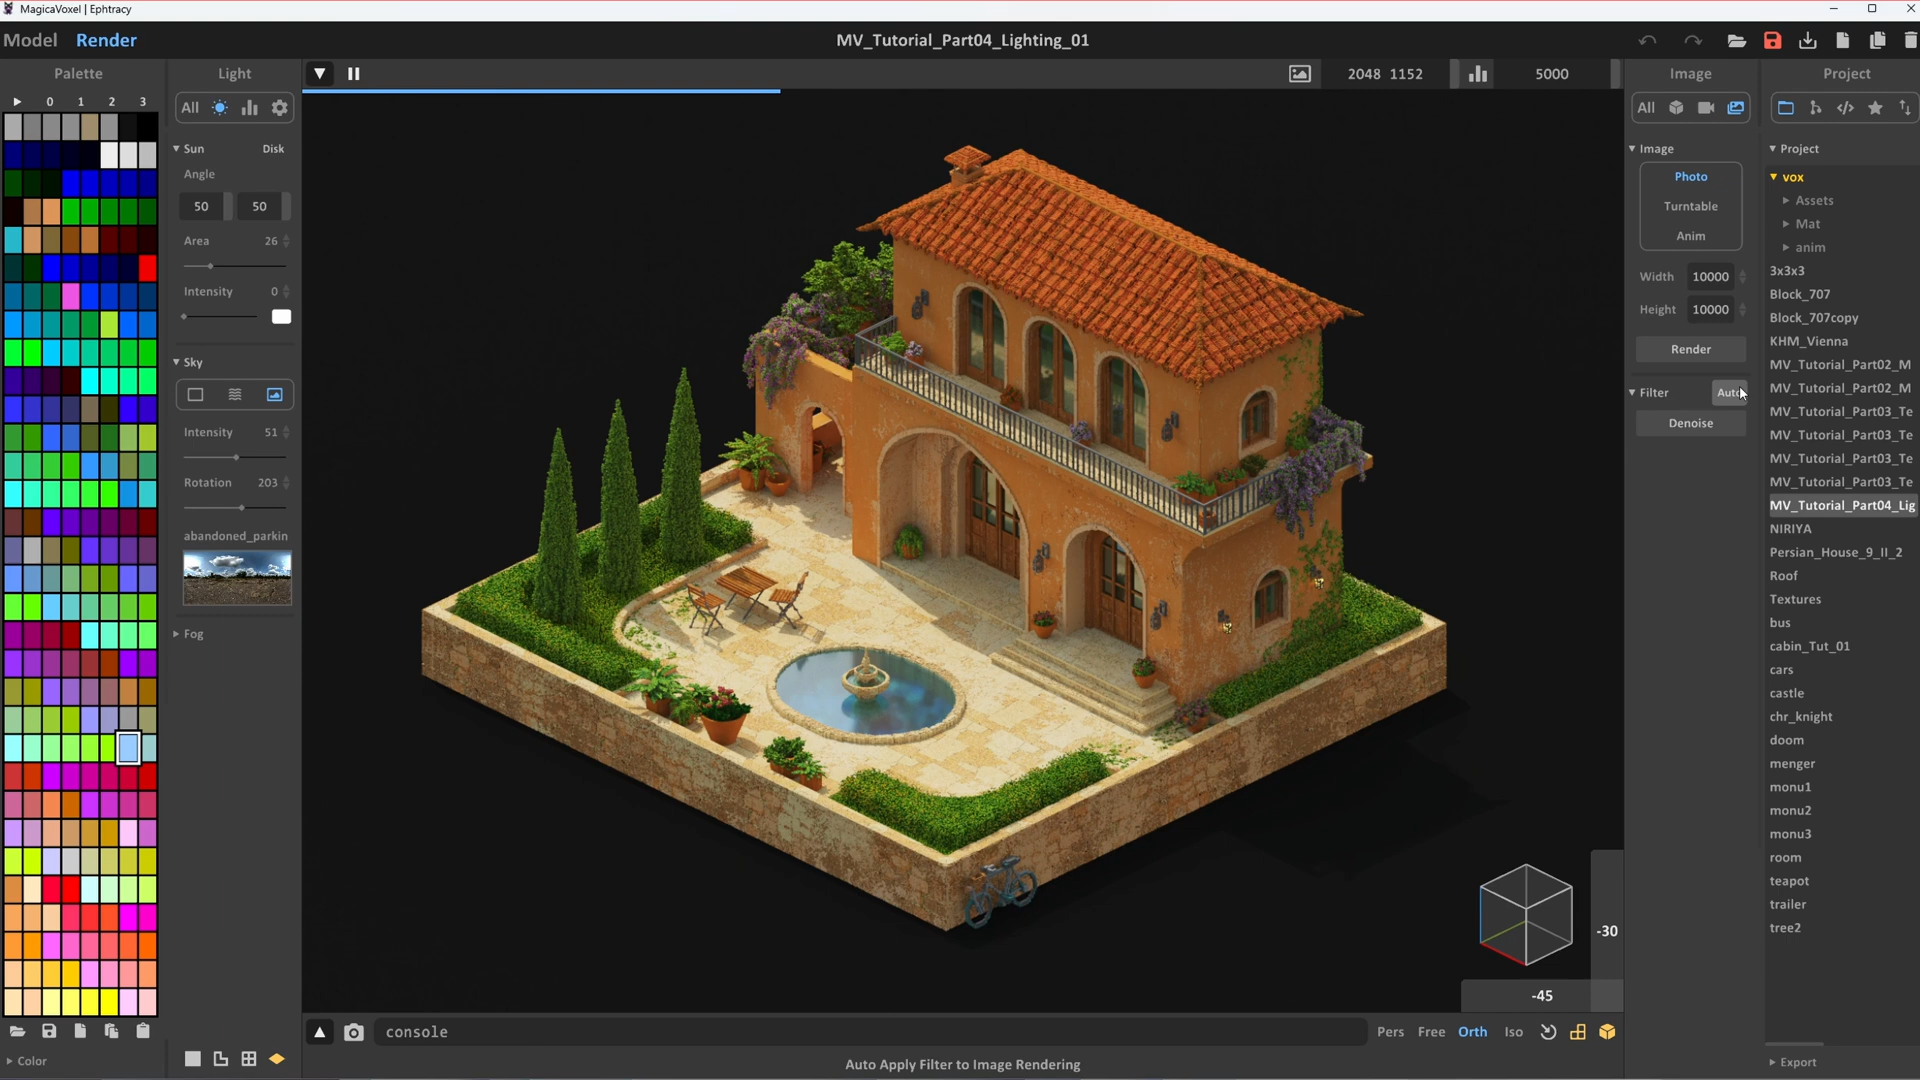 MagicaVoxel | Ephtracy
Model Render
MV_Tutorial_Part04_Lighting_01
Palette
0 1 2 3
Color
Light
All
Sun Disk
Angle
50 50
Area 26
Intensity 0
Sky
Intensity 51
Rotation 203
abandoned_parkin
Fog
2048 1152
5000
-30
-45
console
Pers Free Orth Iso
Auto Apply Filter to Image Rendering
Image
All
Image
Photo
Turntable
Anim
Width 10000
Height 10000
Render
Filter Auto
Denoise
Project
Project
vox
Assets
Mat
anim
3x3x3
Block_707
Block_707copy
KHM_Vienna
MV_Tutorial_Part02_M
MV_Tutorial_Part02_M
MV_Tutorial_Part03_Te
MV_Tutorial_Part03_Te
MV_Tutorial_Part03_Te
MV_Tutorial_Part03_Te
MV_Tutorial_Part04_Lig
NIRIYA
Persian_House_9_II_2
Roof
Textures
bus
cabin_Tut_01
cars
castle
chr_knight
doom
menger
monu1
monu2
monu3
room
teapot
trailer
tree2
Export